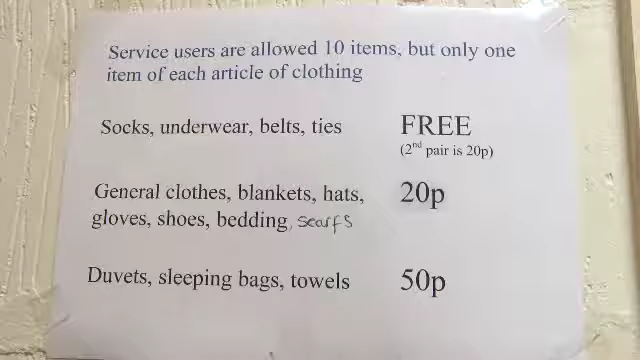 Service users are allowed 10 items, but only one
item of each article of clothing
Socks, underwear, belts, ties FREE
(2nd pair is 20p)
General clothes, blankets, hats, 20p
gloves, shoes, bedding, scarfs
Duvets, sleeping bags, towels 50p